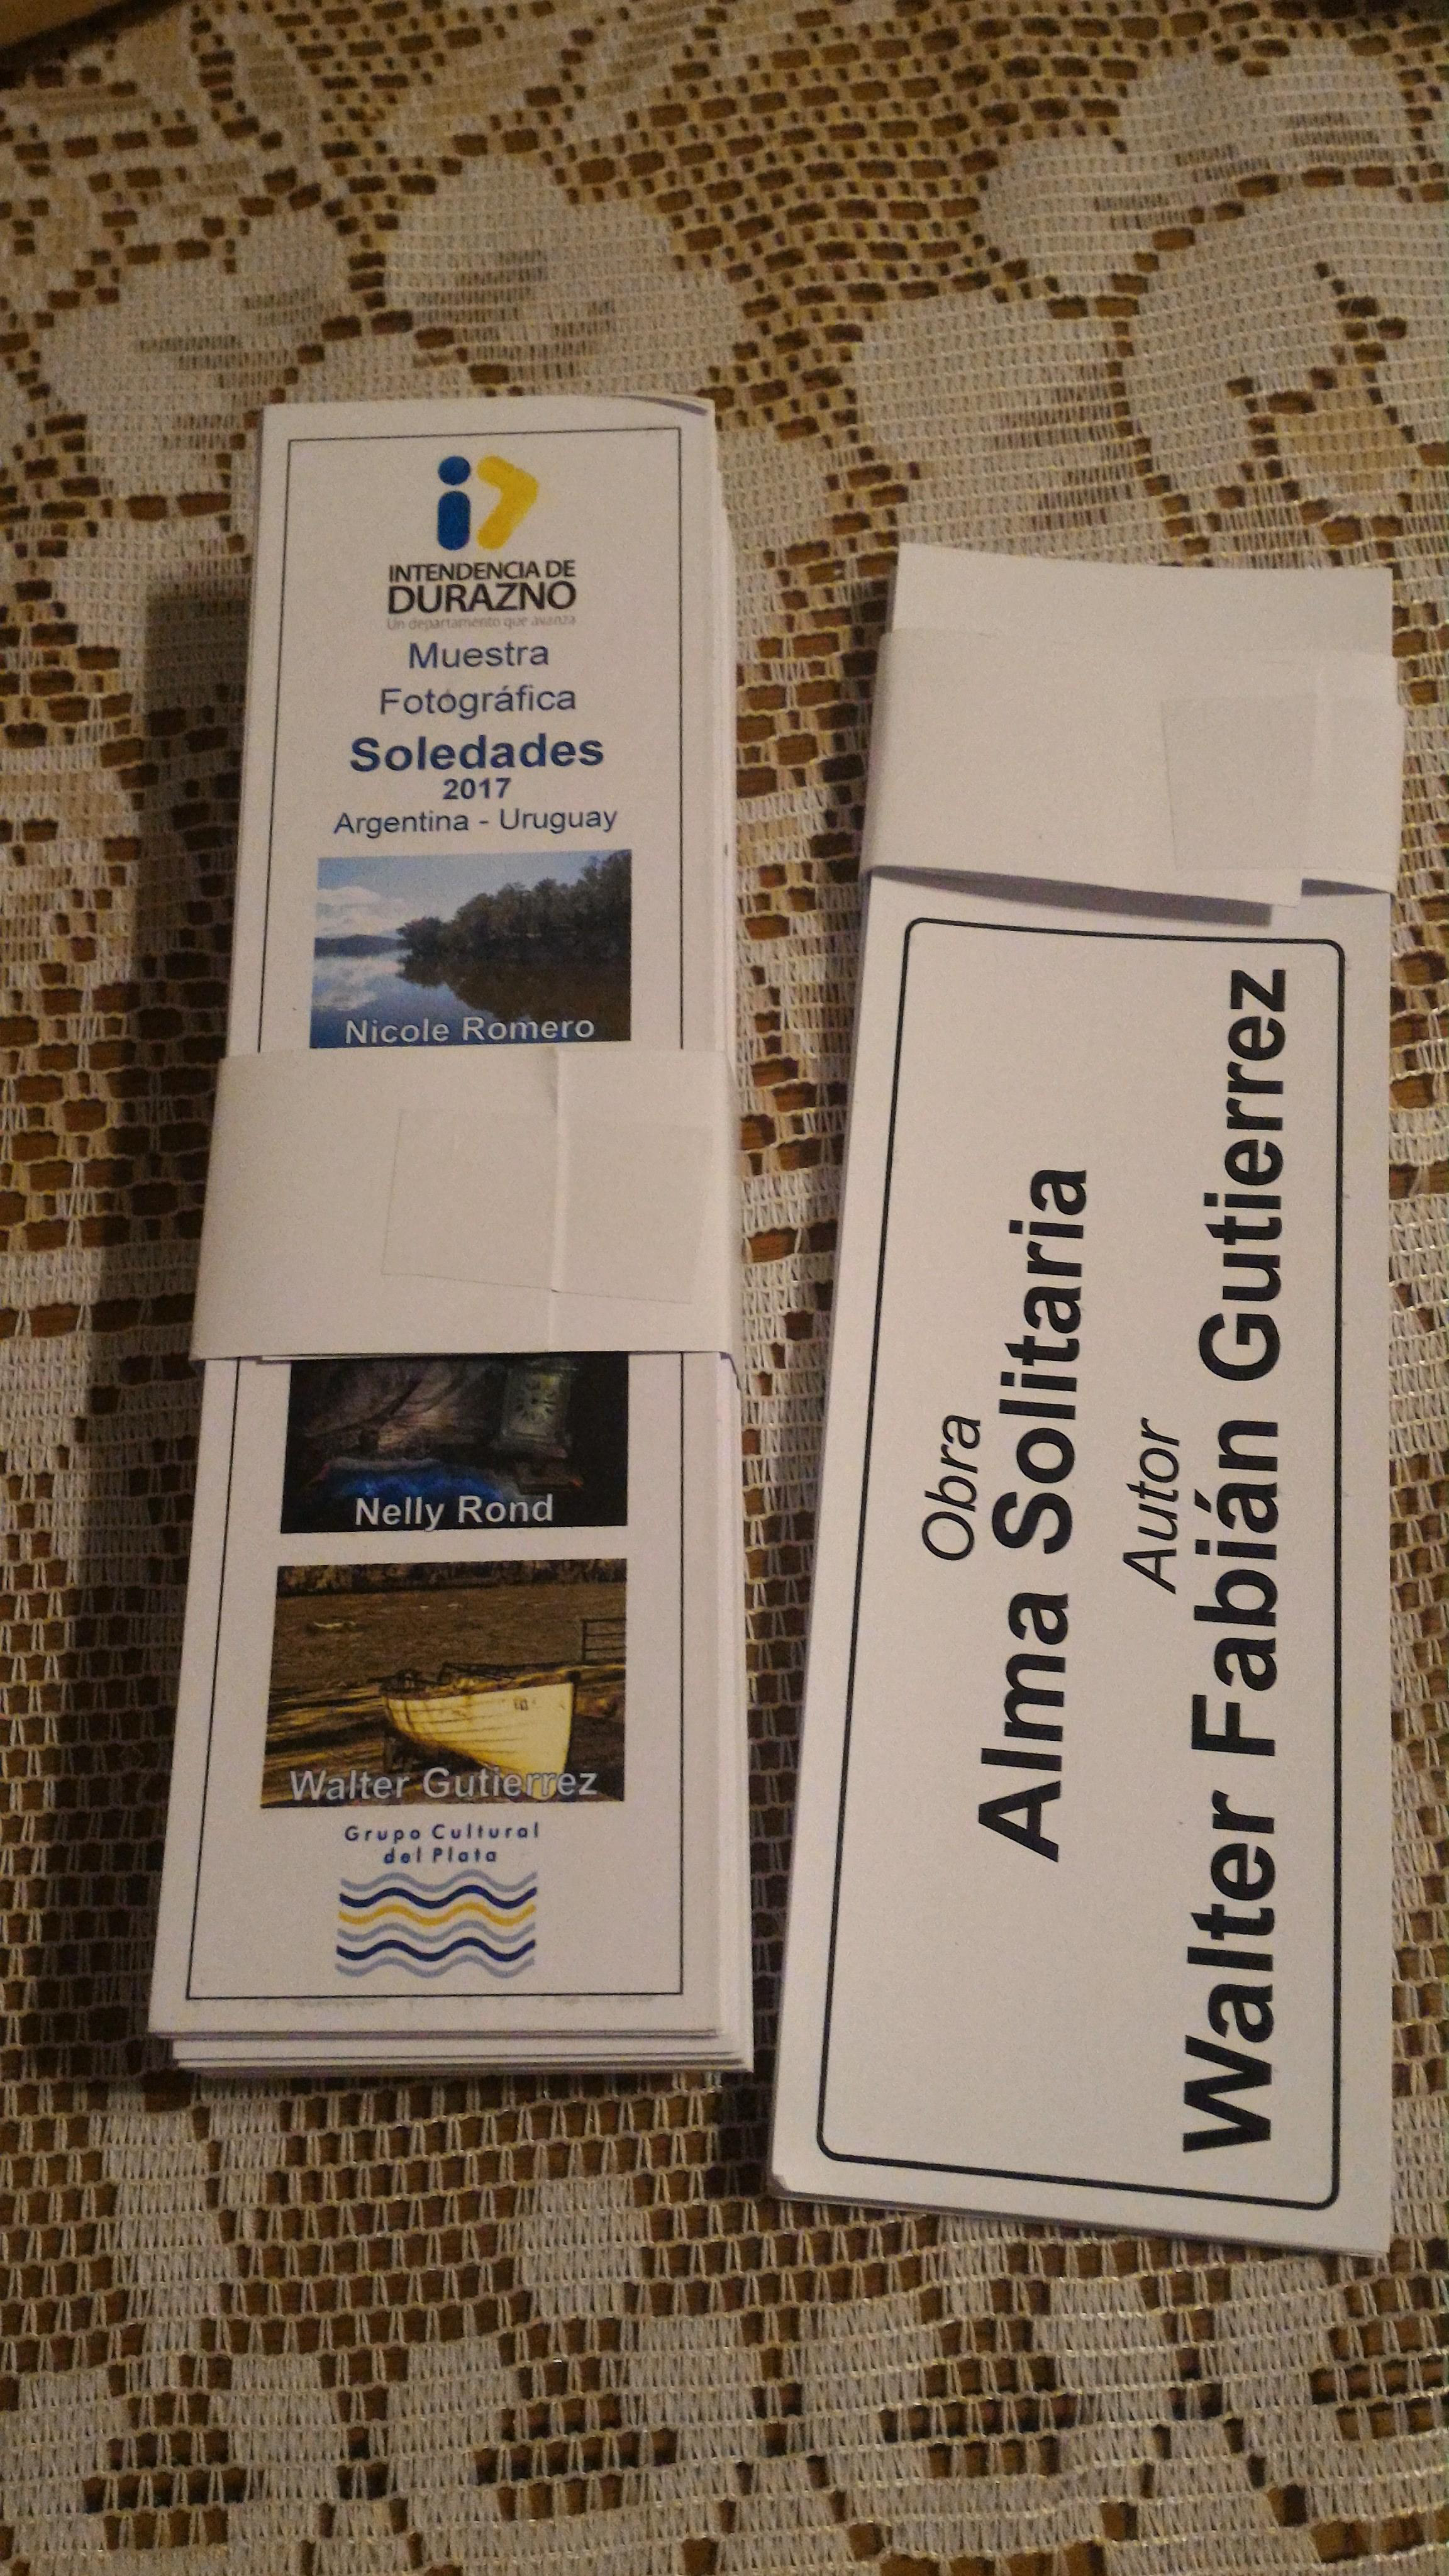 INTENDENCIA DE
DURAZNO
Un departamento que avanza
Muestra
Fotográfica
Soledades
2017
Argentina - Uruguay
Nicole Romero
Nelly Rond
Walter Gutierrez
Grupo Cultural
del Plata
Obra
Alma Solitaria
Autor
Walter Fabián Gutierrez